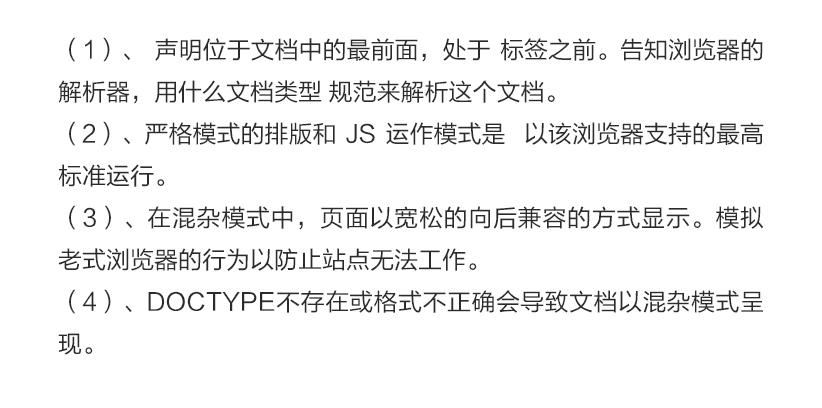 （1）、 声明位于文档中的最前面，处于 标签之前。告知浏览器的
解析器，用什么文档类型 规范来解析这个文档。
（2）、严格模式的排版和 JS 运作模式是  以该浏览器支持的最高
标准运行。
（3）、在混杂模式中，页面以宽松的向后兼容的方式显示。模拟
老式浏览器的行为以防止站点无法工作。
（4）、DOCTYPE不存在或格式不正确会导致文档以混杂模式呈
现。